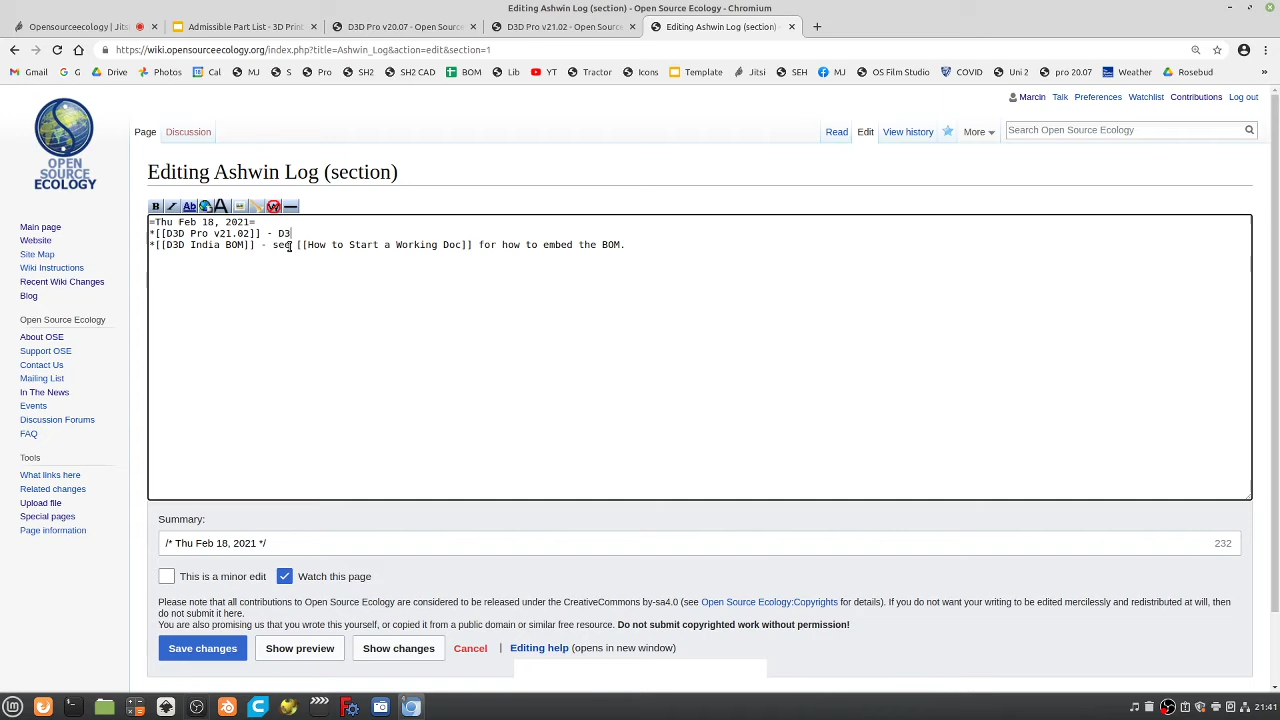 Editing Ashwin Log (section) - Chromium
Opensourceecology | Jitsi
Admissible Part List - 3D Print
D3D Pro v20.07 - Open Source
D3D Pro v21.02 - Open Source
Editing Ashwin Log (section) -
https://wiki.opensourceecology.org/index.php?title=Ashwin_Log&action=edit&section=1
Gmail G Drive Photos Cal MJ S Pro SH2 SH2 CAD BOM Lib YT Tractor Icons Template Jitsi SEH MJ OS Film Studio COVID Uni 2 pro 20.07 Weather Rosebud »
Marcin Talk Preferences Watchlist Contributions Log out
Page Discussion Read Edit View history More Search Open Source Ecology
OPEN
SOURCE
ECOLOGY
Editing Ashwin Log (section)
B I Ab A
=Thu Feb 18, 2021=
*[[D3D Pro v21.02]] - D3
*[[D3D India BOM]] - see [[How to Start a Working Doc]] for how to embed the BOM.
Main page
Website
Site Map
Wiki Instructions
Recent Wiki Changes
Blog
Open Source Ecology
About OSE
Support OSE
Contact Us
Mailing List
In The News
Events
Discussion Forums
FAQ
Tools
What links here
Related changes
Upload file
Special pages
Page information
Summary:
/* Thu Feb 18, 2021 */ 232
This is a minor edit Watch this page
Please note that all contributions to Open Source Ecology are considered to be released under the CreativeCommons by-sa4.0 (see Open Source Ecology:Copyrights for details). If you do not want your writing to be edited mercilessly and redistributed at will, then
do not submit it here.
You are also promising us that you wrote this yourself, or copied it from a public domain or similar free resource. Do not submit copyrighted work without permission!
Save changes Show preview Show changes Cancel | Editing help (opens in new window)
21:41